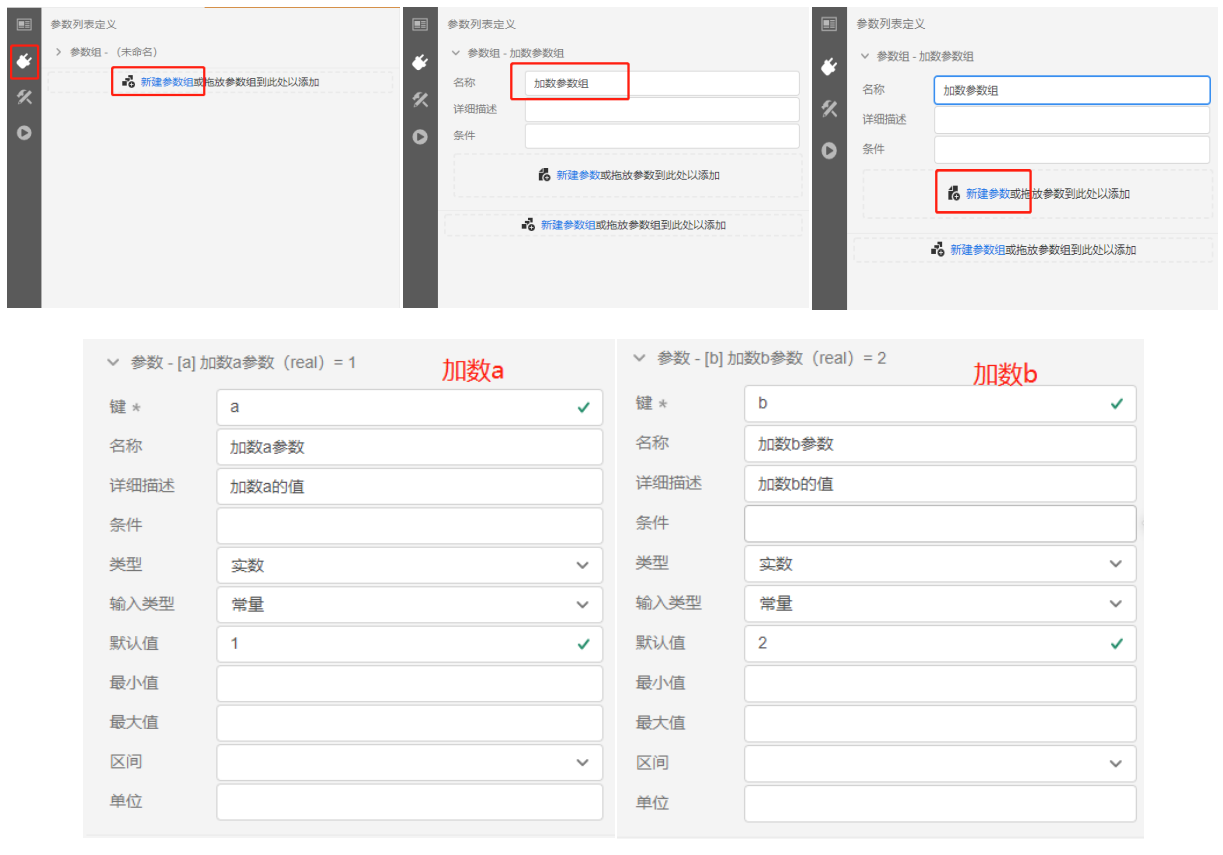 参数列表定义
参数组 - （未命名）
新建参数组或拖放参数组到此处以添加
参数列表定义
参数组 - 加数参数组
名称 加数参数组
详细描述
条件
新建参数或拖放参数到此处以添加
新建参数组或拖放参数组到此处以添加
参数列表定义
参数组 - 加数参数组
名称 加数参数组
详细描述
条件
新建参数或拖放参数到此处以添加
新建参数组或拖放参数组到此处以添加
参数 - [a] 加数a参数（real）= 1
加数a
键 * a
名称 加数a参数
详细描述 加数a的值
条件
类型 实数
输入类型 常量
默认值 1
最小值
最大值
区间
单位
参数 - [b] 加数b参数（real）= 2
加数b
键 * b
名称 加数b参数
详细描述 加数b的值
条件
类型 实数
输入类型 常量
默认值 2
最小值
最大值
区间
单位